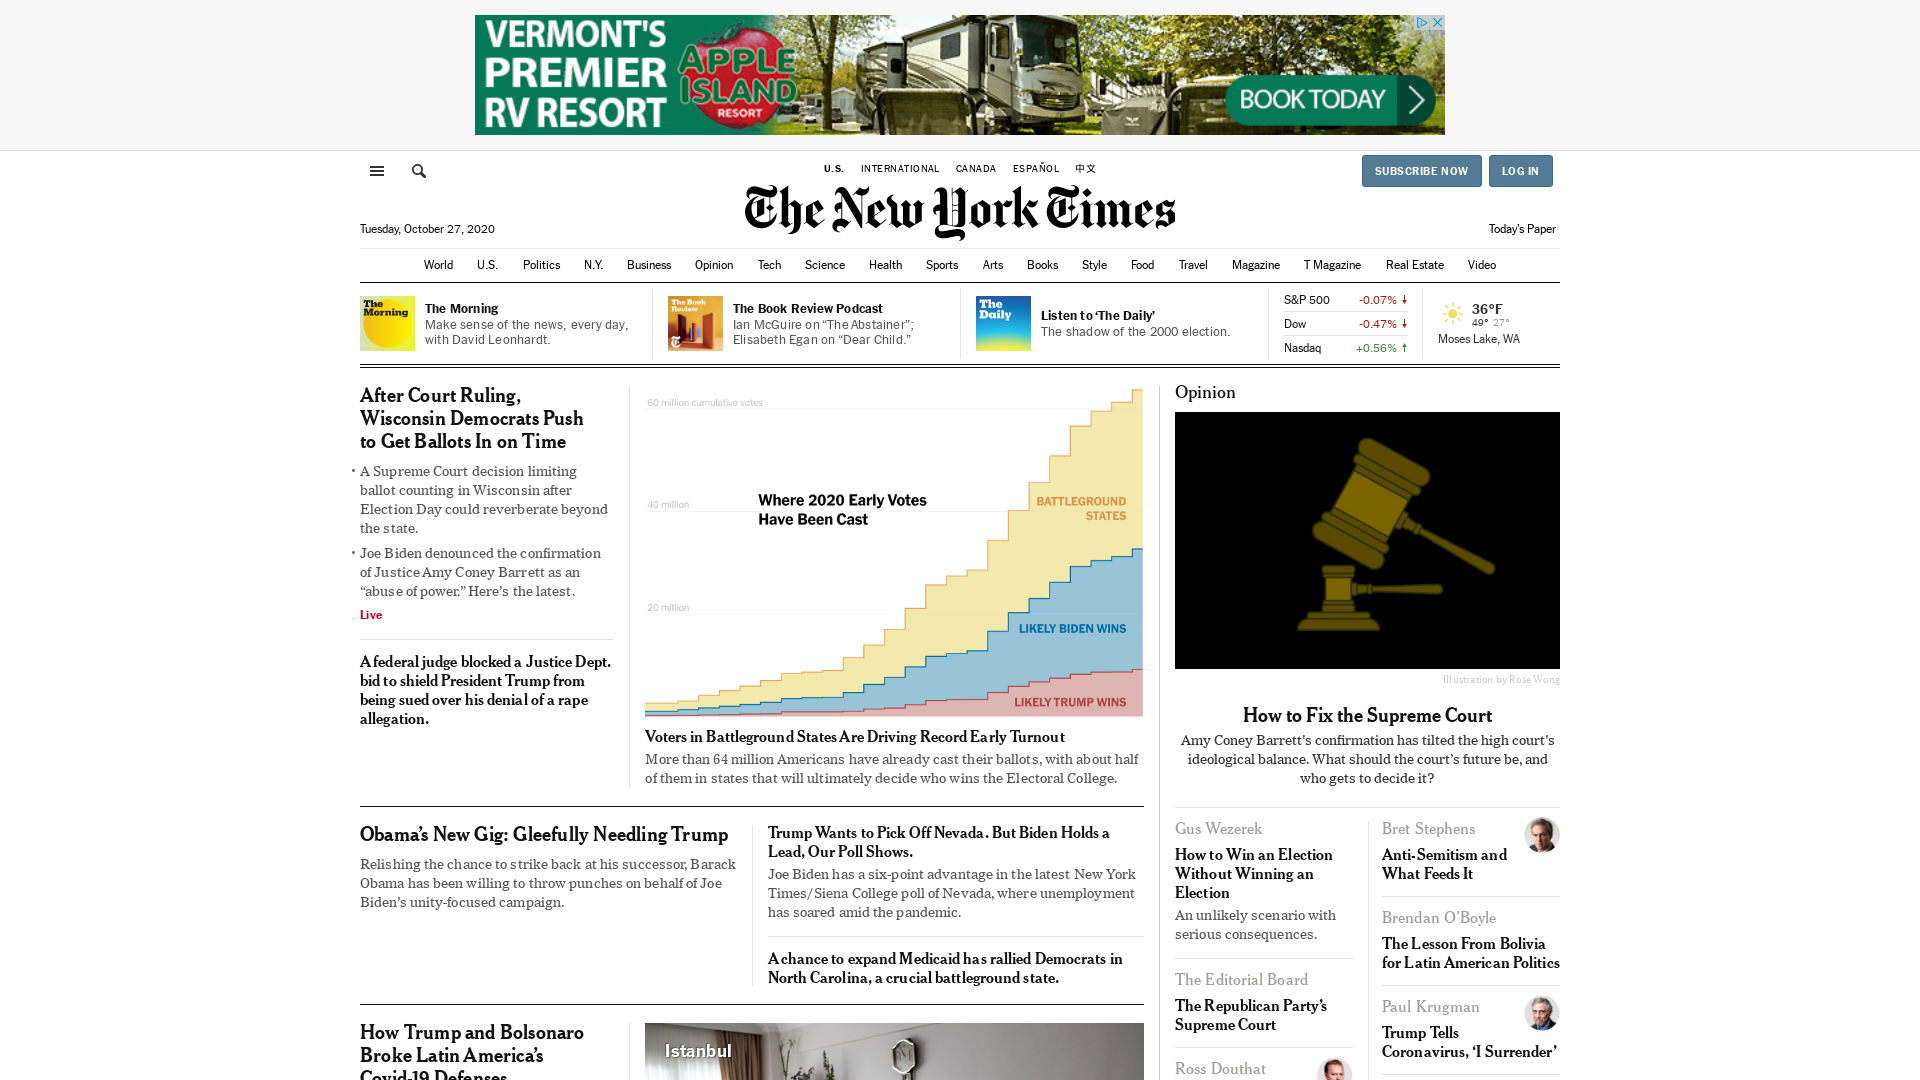 VERMONT'S
PREMIER
RV RESORT
APPLE
ISLAND
RESORT
BOOK TODAY
U.S. INTERNATIONAL CANADA ESPAÑOL 中文
SUBSCRIBE NOW LOG IN
The New York Times
Tuesday, October 27, 2020
Today's Paper
World U.S. Politics N.Y. Business Opinion Tech Science Health Sports Arts Books Style Food Travel Magazine T Magazine Real Estate Video
The
Morning
The Morning
Make sense of the news, every day,
with David Leonhardt.
The Book
Review
The Book Review Podcast
Ian McGuire on “The Abstainer”;
Elisabeth Egan on “Dear Child.”
The
Daily
Listen to ‘The Daily’
The shadow of the 2000 election.
S&P 500 -0.07%
Dow -0.47%
Nasdaq +0.56%
36°F
49° 27°
Moses Lake, WA
After Court Ruling,
Wisconsin Democrats Push
to Get Ballots In on Time
• A Supreme Court decision limiting
ballot counting in Wisconsin after
Election Day could reverberate beyond
the state.
• Joe Biden denounced the confirmation
of Justice Amy Coney Barrett as an
“abuse of power.” Here’s the latest.
Live
A federal judge blocked a Justice Dept.
bid to shield President Trump from
being sued over his denial of a rape
allegation.
60 million cumulative votes
40 million
20 million
Where 2020 Early Votes
Have Been Cast
BATTLEGROUND
STATES
LIKELY BIDEN WINS
LIKELY TRUMP WINS
Voters in Battleground States Are Driving Record Early Turnout
More than 64 million Americans have already cast their ballots, with about half
of them in states that will ultimately decide who wins the Electoral College.
Obama’s New Gig: Gleefully Needling Trump
Relishing the chance to strike back at his successor, Barack
Obama has been willing to throw punches on behalf of Joe
Biden’s unity-focused campaign.
Trump Wants to Pick Off Nevada. But Biden Holds a
Lead, Our Poll Shows.
Joe Biden has a six-point advantage in the latest New York
Times/Siena College poll of Nevada, where unemployment
has soared amid the pandemic.
A chance to expand Medicaid has rallied Democrats in
North Carolina, a crucial battleground state.
How Trump and Bolsonaro
Broke Latin America’s
Covid-19 Defenses
Istanbul
Opinion
Illustration by Rose Wong
How to Fix the Supreme Court
Amy Coney Barrett's confirmation has tilted the high court's
ideological balance. What should the court’s future be, and
who gets to decide it?
Gus Wezerek
How to Win an Election
Without Winning an
Election
An unlikely scenario with
serious consequences.
The Editorial Board
The Republican Party’s
Supreme Court
Ross Douthat
Bret Stephens
Anti-Semitism and
What Feeds It
Brendan O’Boyle
The Lesson From Bolivia
for Latin American Politics
Paul Krugman
Trump Tells
Coronavirus, ‘I Surrender’